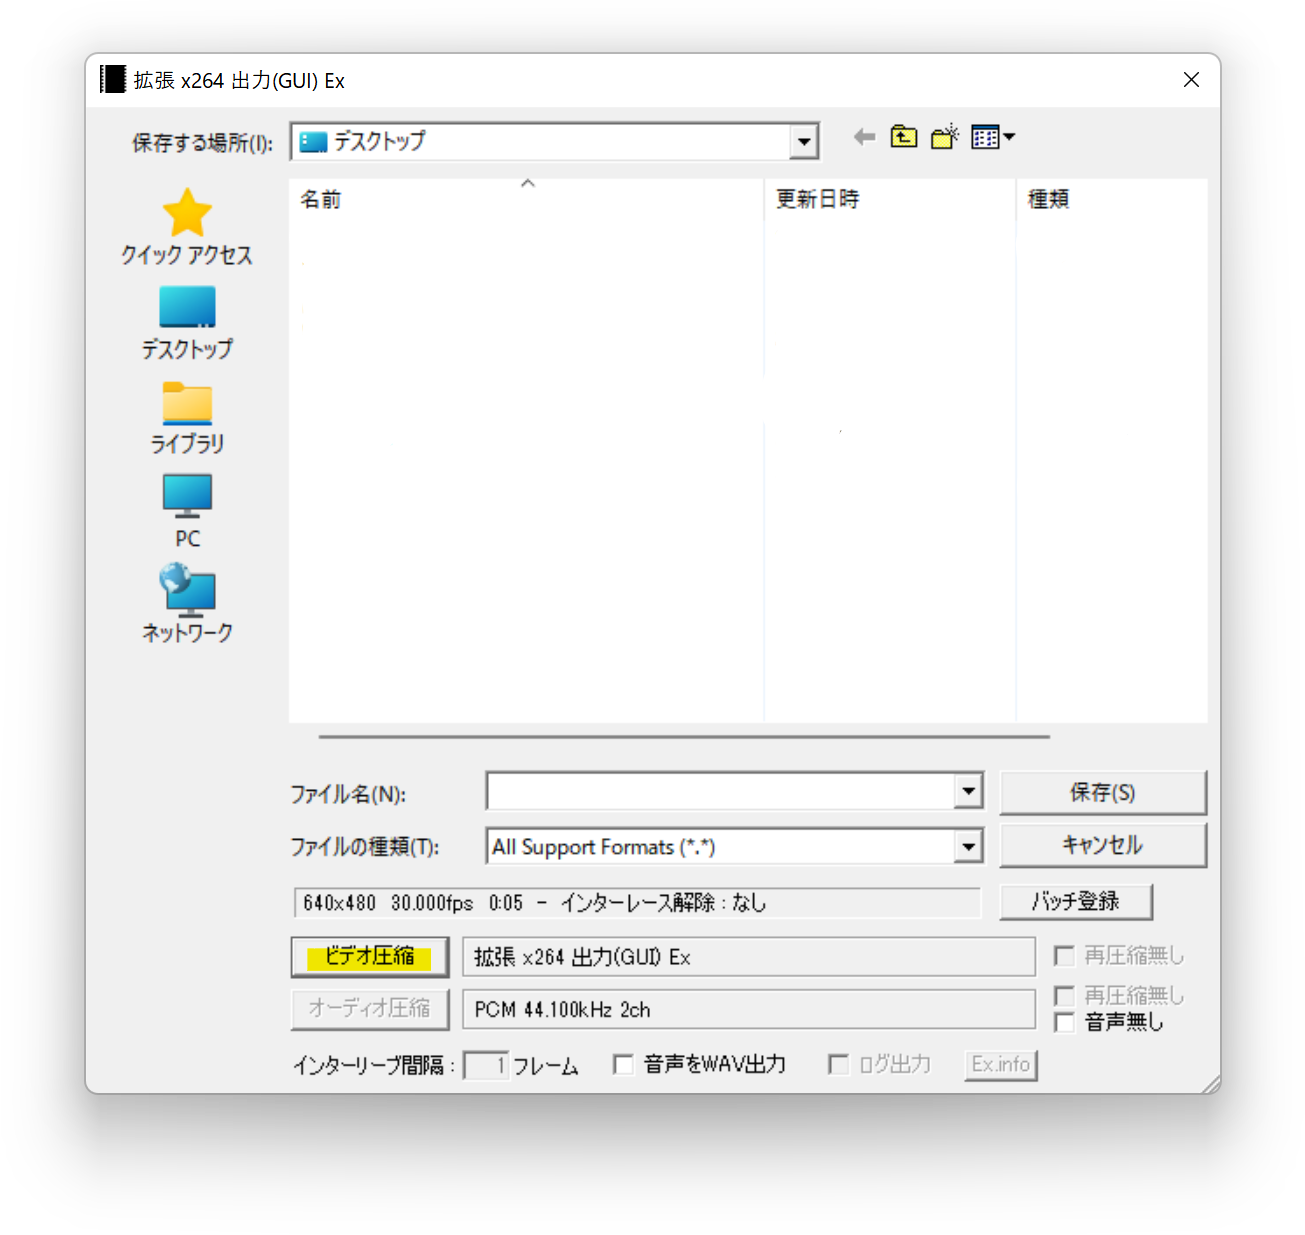 拡張 x264 出力(GUI) Ex
保存する場所(I):
デスクトップ
名前
更新日時
種類
クイック アクセス
デスクトップ
ライブラリ
PC
ネットワーク
ファイル名(N):
保存(S)
ファイルの種類(T):
All Support Formats (*.*)
キャンセル
640x480 30.000fps 0:05 - インターレース解除 : なし
バッチ登録
ビデオ圧縮
拡張 x264 出力(GUI) Ex
再圧縮無し
オーディオ圧縮
PCM 44.100kHz 2ch
再圧縮無し
音声無し
インターリーブ間隔 : 1 フレーム
音声をWAV出力
ログ出力
Ex.info